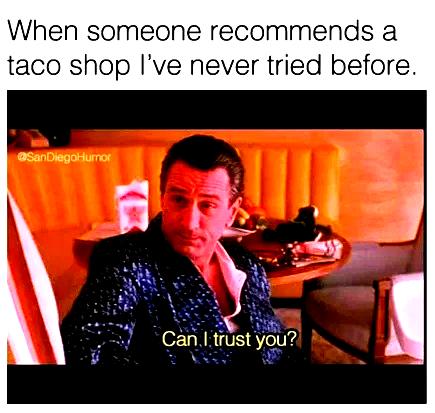 When someone recommends a
taco shop I've never tried before.
@SanDiegoHumor
Can I trust you?